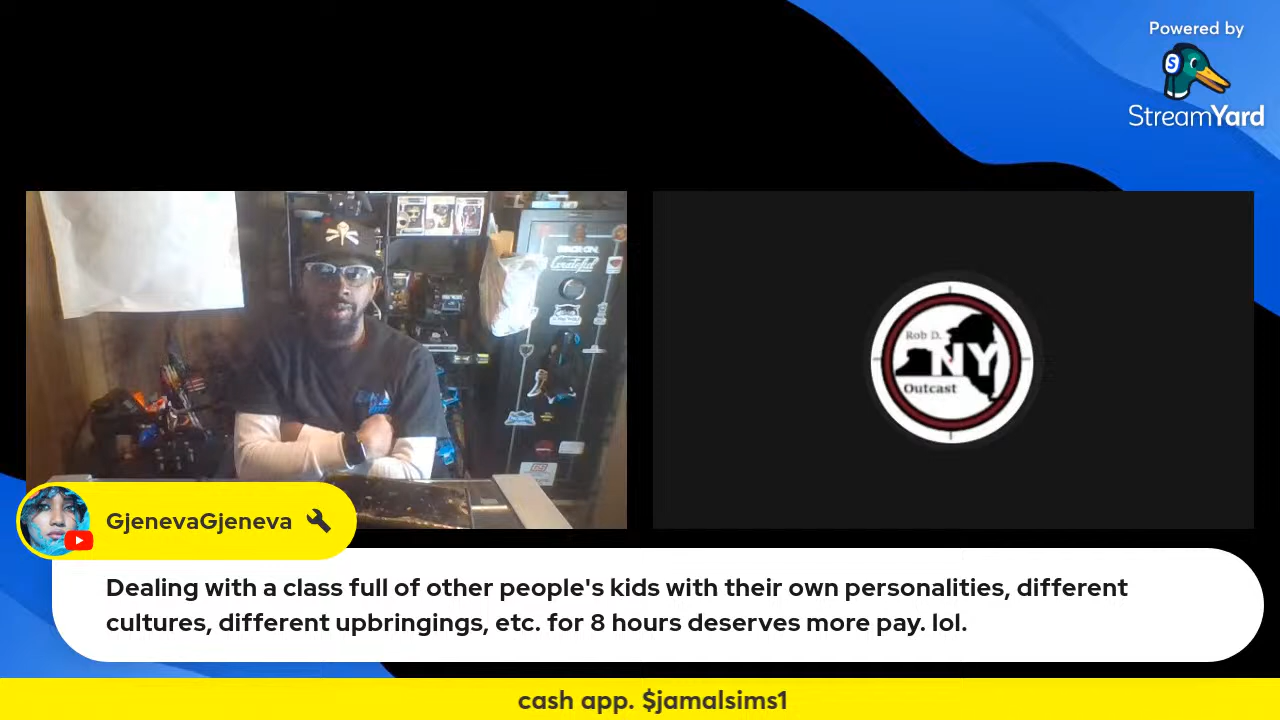 Powered by
StreamYard
Grateful
Rob D.
NY
Outcast
GjenevaGjeneva
Dealing with a class full of other people's kids with their own personalities, different
cultures, different upbringings, etc. for 8 hours deserves more pay. lol.
cash app. $jamalsims1